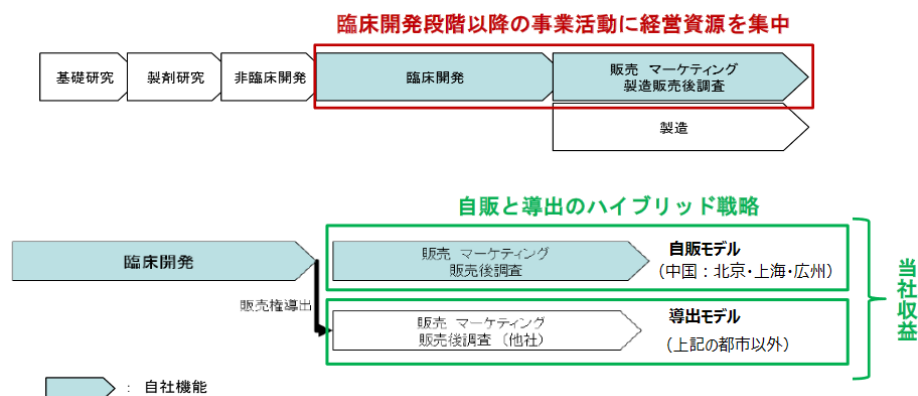 臨床開発段階以降の事業活動に経営資源を集中
基礎研究
製剤研究
非臨床開発
臨床開発
販売 マーケティング
製造販売後調査
製造
自販と導出のハイブリッド戦略
臨床開発
販売 マーケティング
販売後調査
自販モデル
（中国：北京・上海・広州）
販売権導出
販売 マーケティング
販売後調査（他社）
導出モデル
（上記の都市以外）
当社収益
： 自社機能